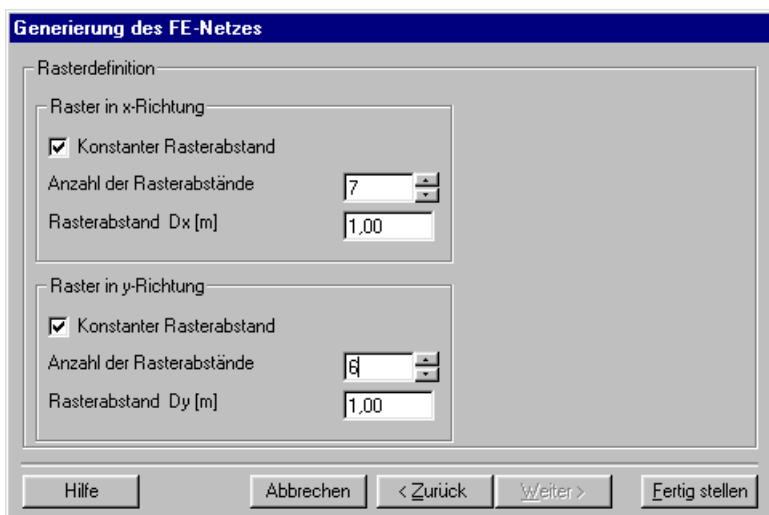 Generierung des FE-Netzes
Rasterdefinition
Raster in x-Richtung
Konstanter Rasterabstand
Anzahl der Rasterabstände 7
Rasterabstand Dx [m] 1,00
Raster in y-Richtung
Konstanter Rasterabstand
Anzahl der Rasterabstände 6
Rasterabstand Dy [m] 1,00
Hilfe Abbrechen < Zurück Weiter > Fertig stellen